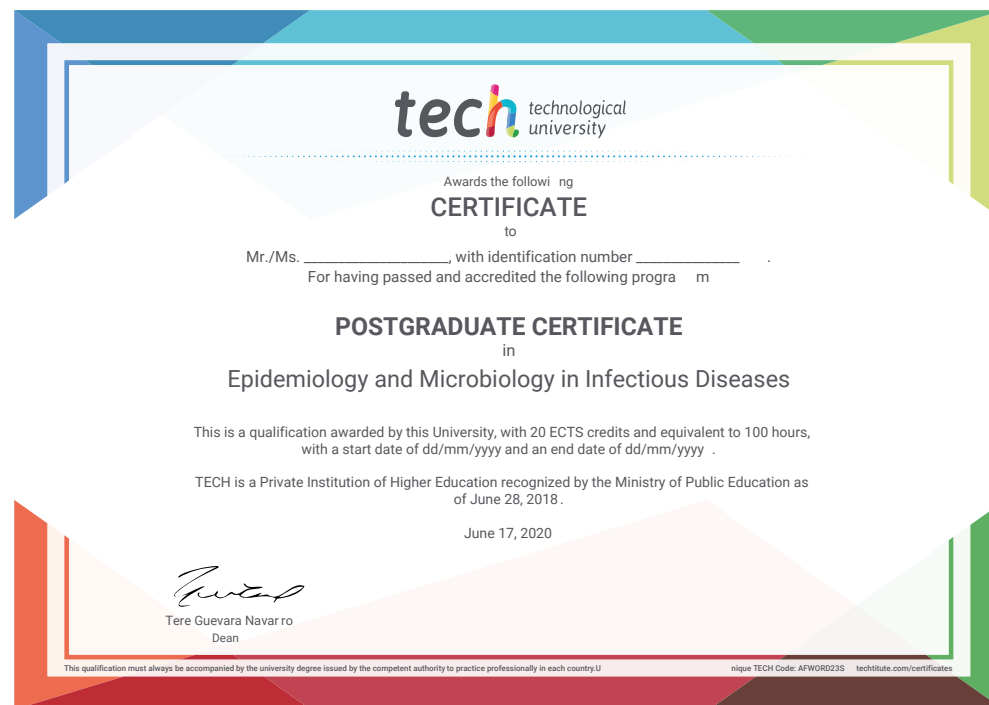 tech technological
university
Awards the followi ng
CERTIFICATE
to
Mr./Ms. ____________________, with identification number ______________ .
For having passed and accredited the following progra m
POSTGRADUATE CERTIFICATE
in
Epidemiology and Microbiology in Infectious Diseases
This is a qualification awarded by this University, with 20 ECTS credits and equivalent to 100 hours,
with a start date of dd/mm/yyyy and an end date of dd/mm/yyyy .
TECH is a Private Institution of Higher Education recognized by the Ministry of Public Education as
of June 28, 2018.
June 17, 2020
Tere Guevara Navar ro
Dean
This qualification must always be accompanied by the university degree issued by the competent authority to practice professionally in each country.U nique TECH Code: AFWORD23S techtitute.com/certificates